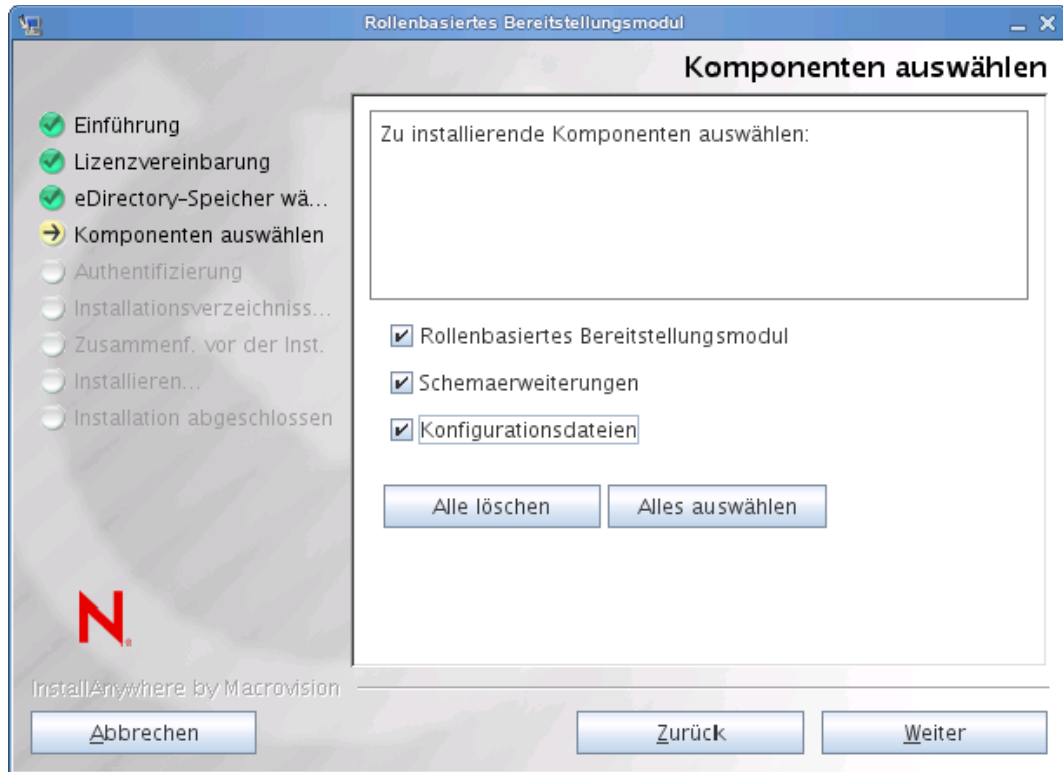 Rollenbasiertes Bereitstellungsmodul
Komponenten auswählen
Einführung
Lizenzvereinbarung
eDirectory-Speicher wä...
Komponenten auswählen
Authentifizierung
Installationsverzeichniss...
Zusammenf. vor der Inst.
Installieren...
Installation abgeschlossen
Zu installierende Komponenten auswählen:
Rollenbasiertes Bereitstellungsmodul
Schemaerweiterungen
Konfigurationsdateien
Alle löschen Alles auswählen
N
InstallAnywhere by Macrovision
Abbrechen Zurück Weiter